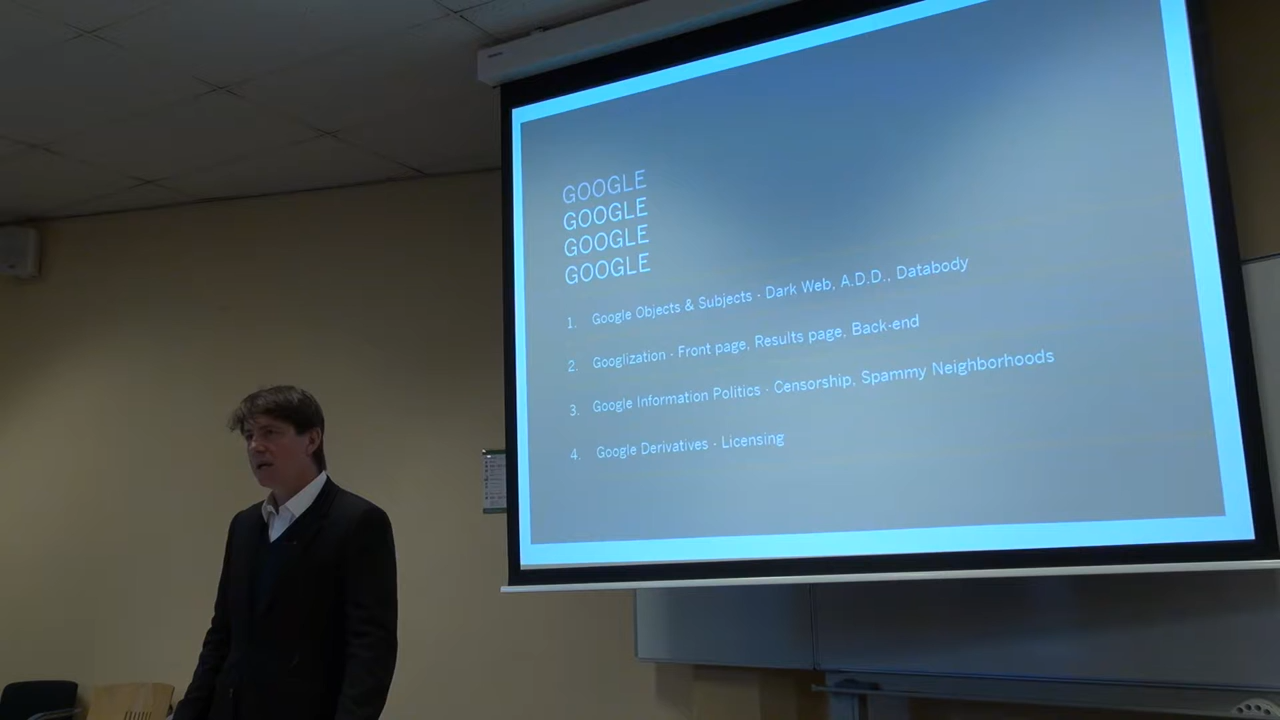 GOOGLE
GOOGLE
GOOGLE
GOOGLE
1. Google Objects & Subjects - Dark Web, A.D.D., Databody
2. Googlization - Front page, Results page, Back-end
3. Google Information Politics - Censorship, Spammy Neighborhoods
4. Google Derivatives - Licensing